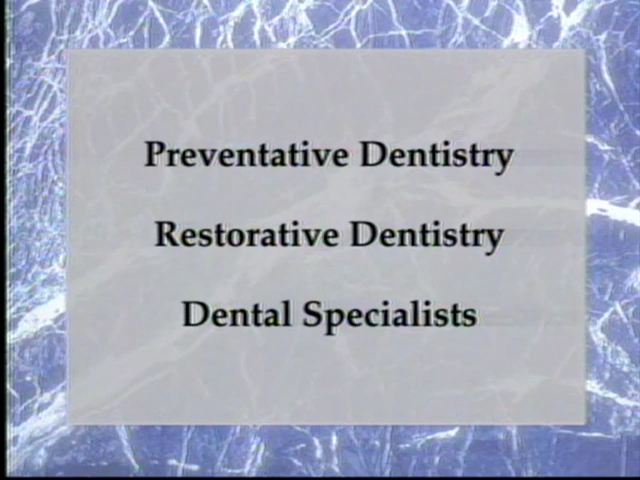 Preventative Dentistry
Restorative Dentistry
Dental Specialists